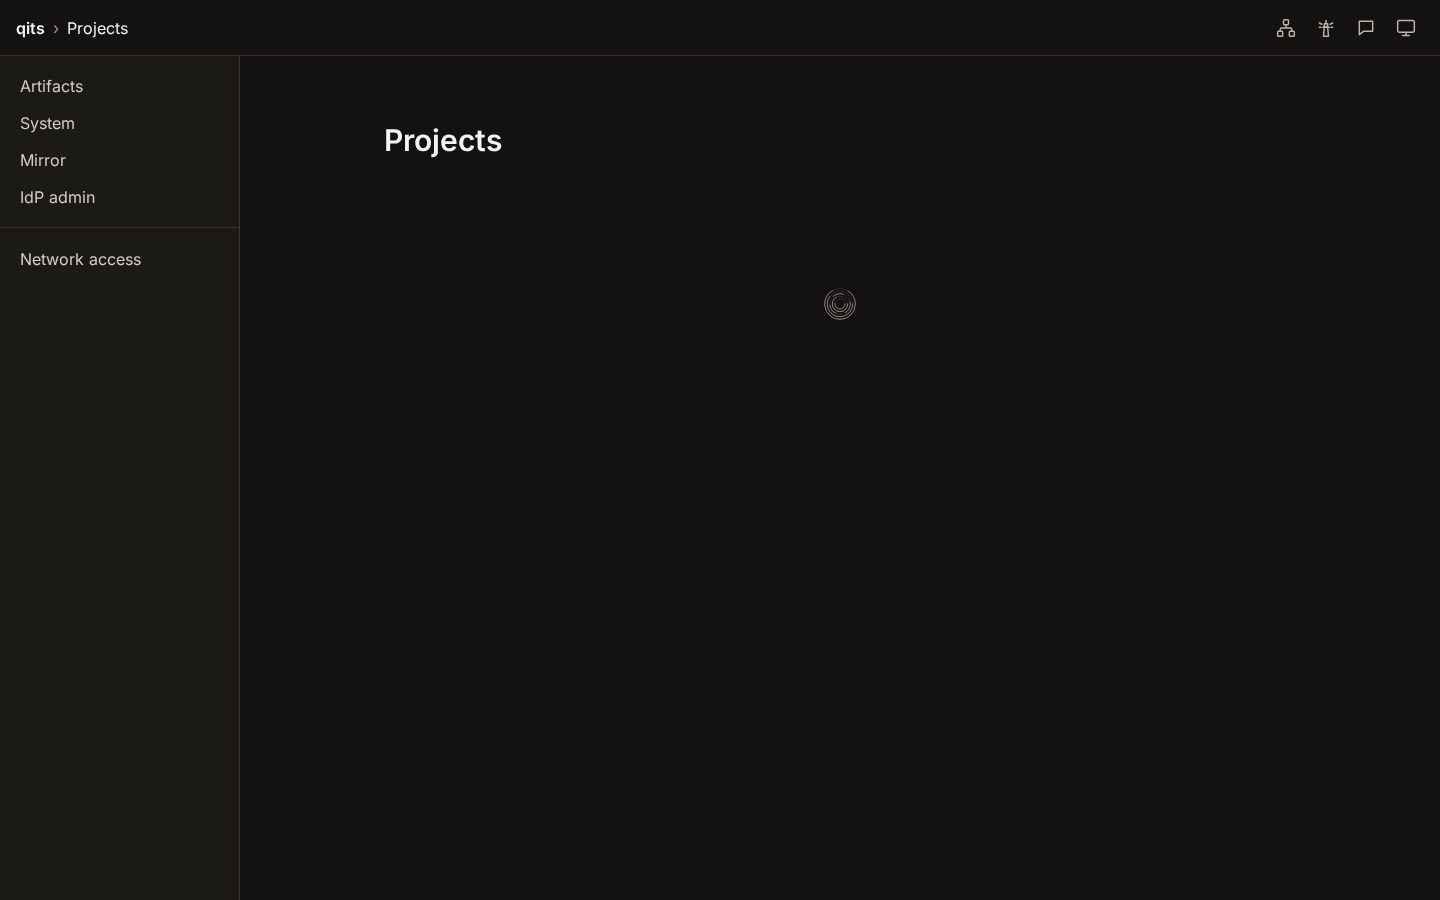 qits › Projects
Artifacts
System
Mirror
IdP admin
Network access
Projects